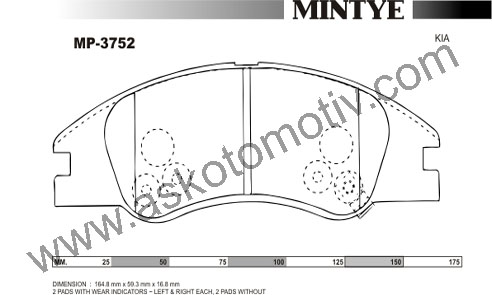 MINTYE
MP-3752
KIA
www.askotomotiv.com
MM. 25 50 75 100 125 150 175
DIMENSION : 164.8 mm x 59.3 mm x 16.8 mm
2 PADS WITH WEAR INDICATORS - LEFT & RIGHT EACH, 2 PADS WITHOUT